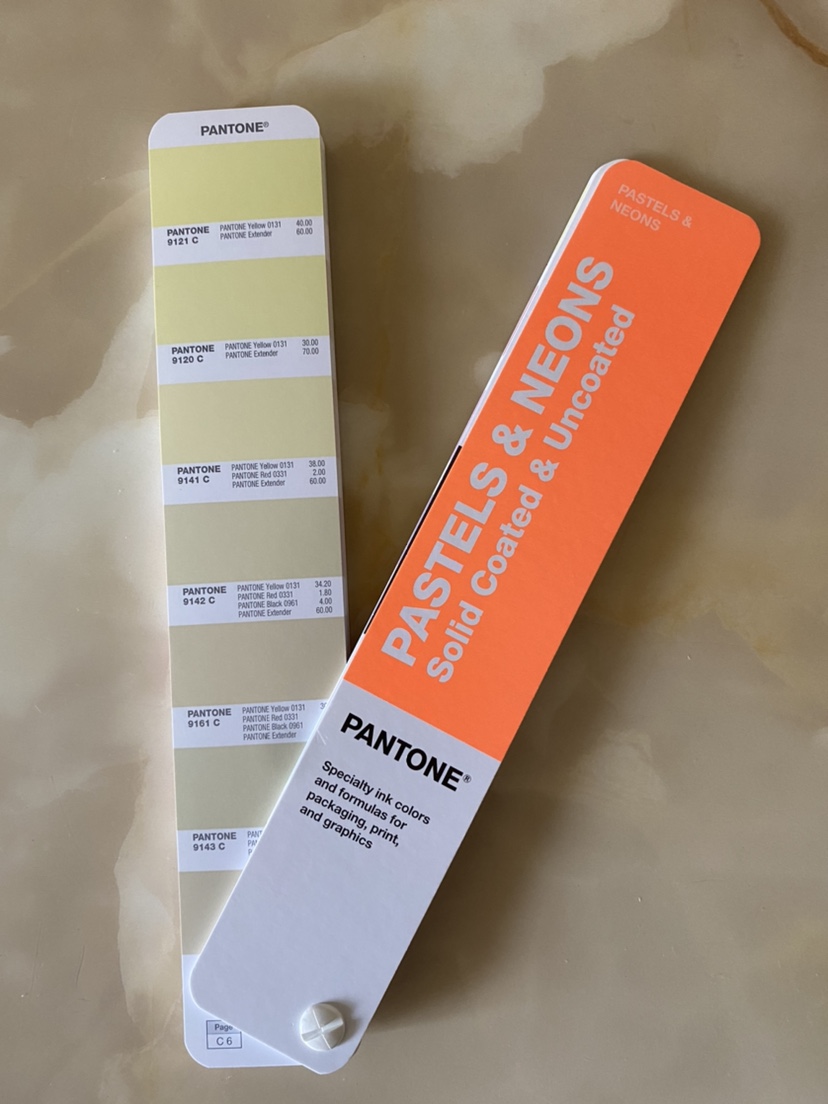 PANTONE®
PANTONE
9121 C
PANTONE Yellow 0131 40.00
PANTONE Extender 60.00
PANTONE
9120 C
PANTONE Yellow 0131 30.00
PANTONE Extender 70.00
PANTONE
9141 C
PANTONE Yellow 0131 38.00
PANTONE Red 0331 2.00
PANTONE Extender 60.00
PANTONE
9142 C
PANTONE Yellow 0131 34.20
PANTONE Red 0331 1.80
PANTONE Black 0961 4.00
PANTONE Extender 60.00
PANTONE
9161 C
PANTONE Yellow 0131
PANTONE Red 0331
PANTONE Black 0961
PANTONE Extender
PANTONE
9143 C
Page
C 6
PASTELS &
NEONS
PASTELS & NEONS
Solid Coated & Uncoated
PANTONE®
Specialty ink colors
and formulas for
packaging, print,
and graphics